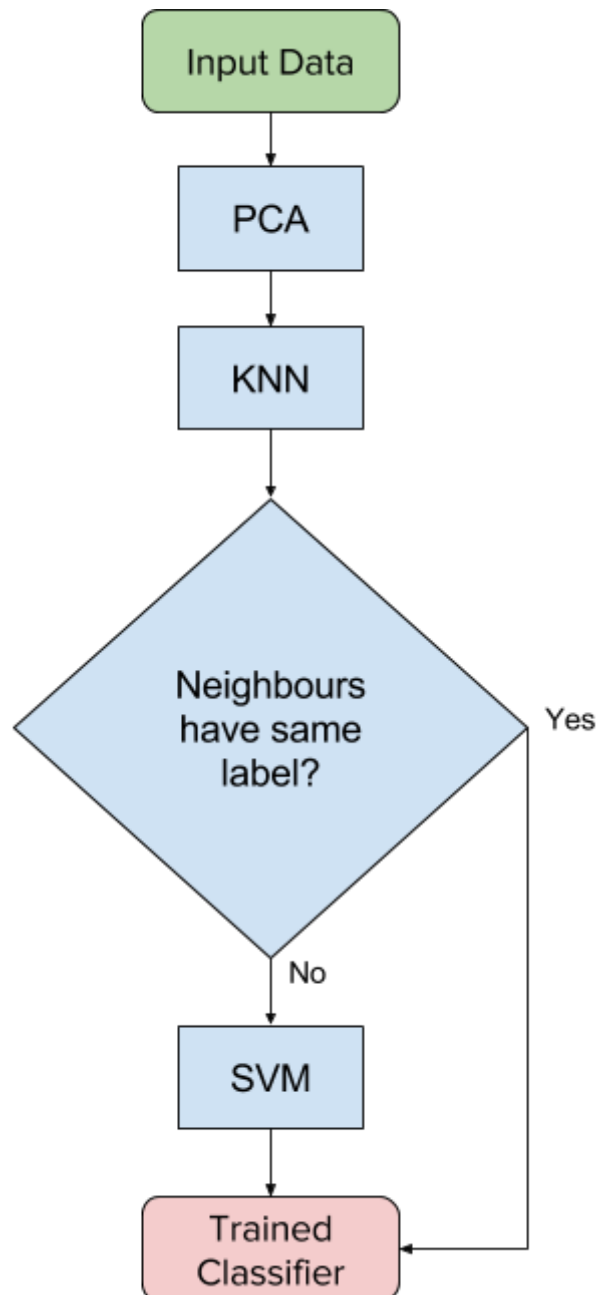 Input Data
PCA
KNN
Neighbours
have same
label?
Yes
No
SVM
Trained
Classifier